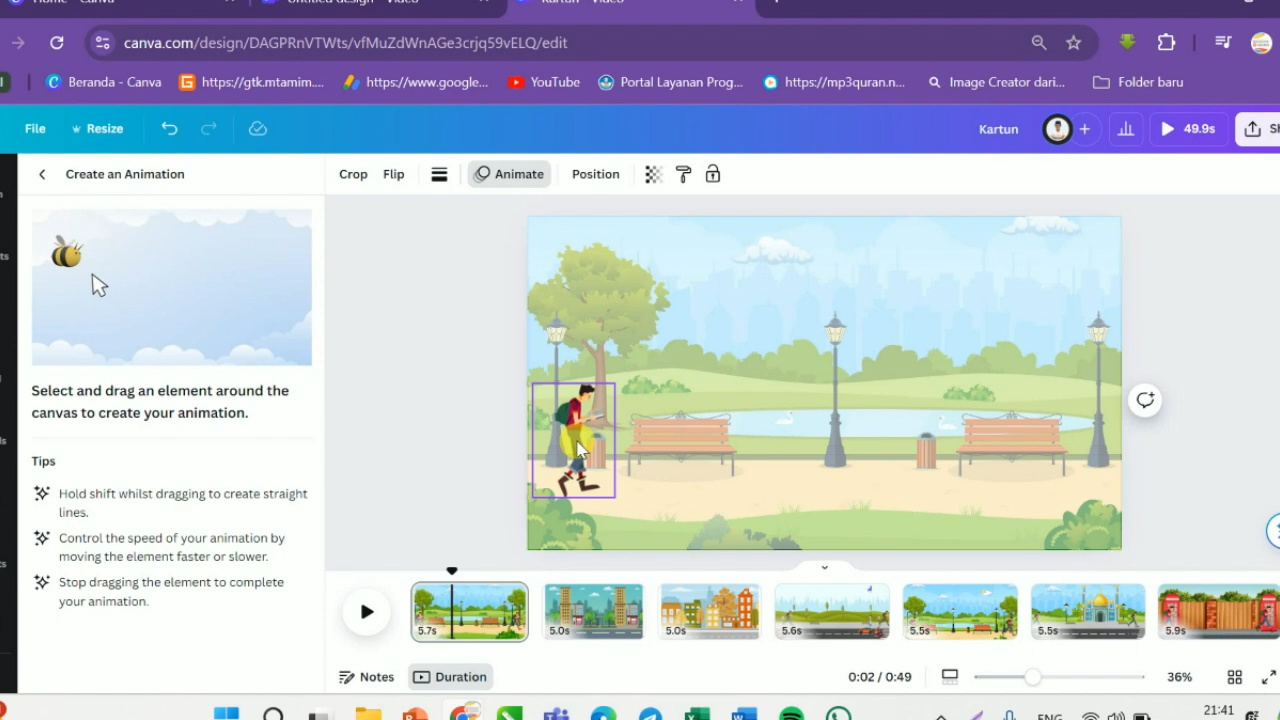 canva.com/design/DAGPRnVTWts/vfMuZdWnAGe3crjq59vELQ/edit
Beranda - Canva
https://gtk.mtamim....
https://www.google...
YouTube
Portal Layanan Prog...
https://mp3quran.n...
Image Creator dari...
Folder baru
File
Resize
Kartun
49.9s
Create an Animation
Crop
Flip
Animate
Position
Select and drag an element around the
canvas to create your animation.
Tips
Hold shift whilst dragging to create straight
lines.
Control the speed of your animation by
moving the element faster or slower.
Stop dragging the element to complete
your animation.
5.7s
5.0s
5.0s
5.6s
5.5s
5.5s
5.9s
Notes
Duration
0:02 / 0:49
36%
ENG
21:41